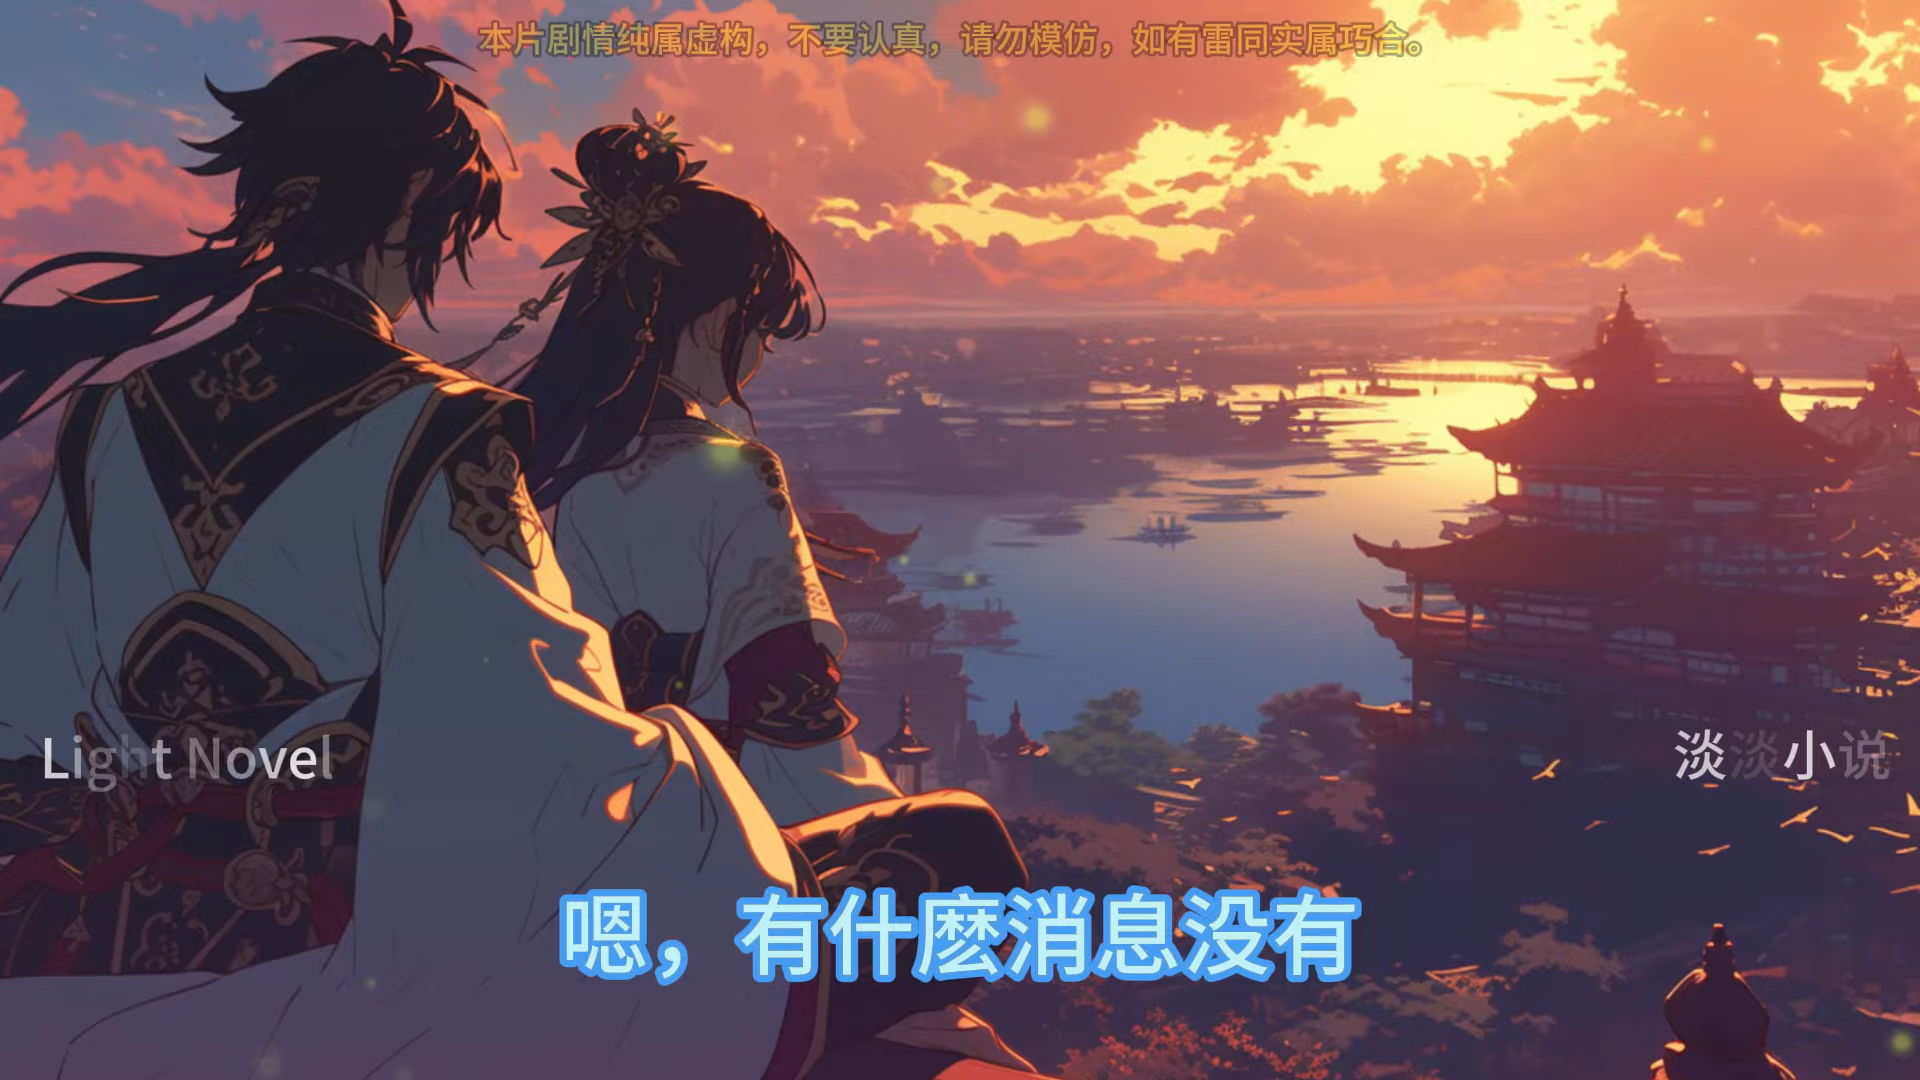 本片剧情纯属虚构，不要认真，请勿模仿，如有雷同实属巧合。
Light Novel
淡淡小说
嗯，有什麽消息没有